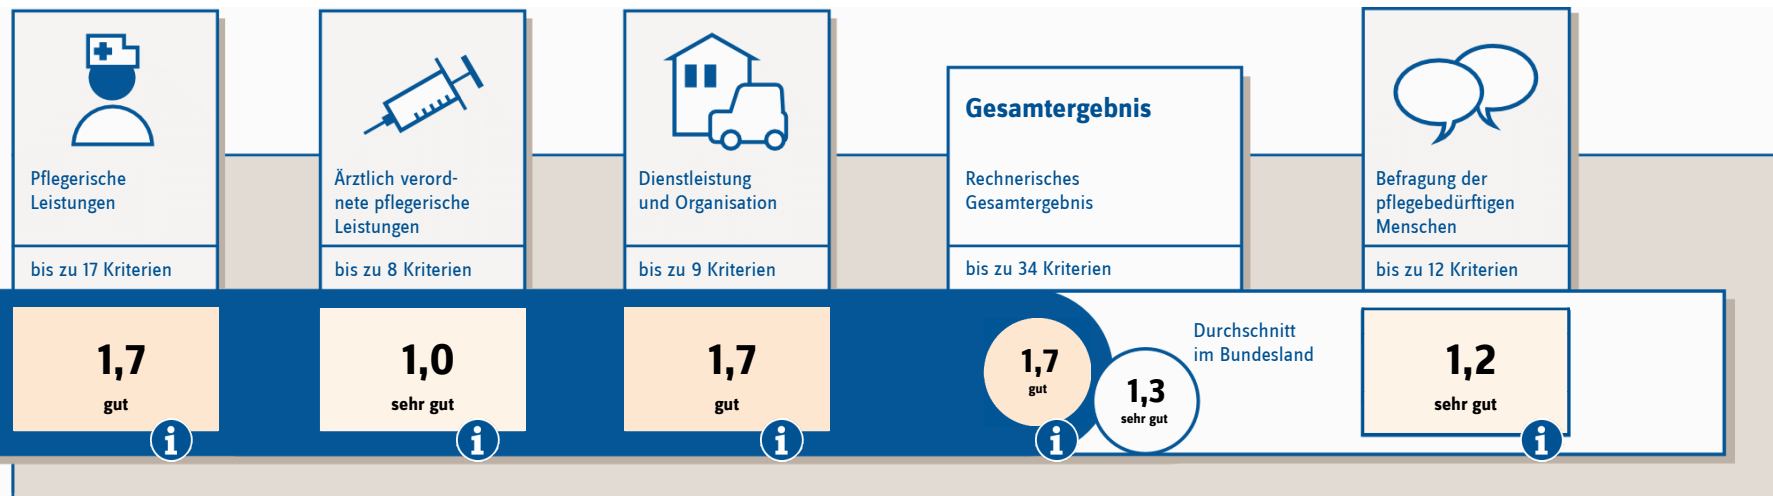 Pflegerische
Leistungen
bis zu 17 Kriterien
1,7
gut
i
Ärztlich verord-
nete pflegerische
Leistungen
bis zu 8 Kriterien
1,0
sehr gut
i
Dienstleistung
und Organisation
bis zu 9 Kriterien
1,7
gut
i
Gesamtergebnis
Rechnerisches
Gesamtergebnis
bis zu 34 Kriterien
1,7
gut
i
Durchschnitt
im Bundesland
1,3
sehr gut
Befragung der
pflegebedürftigen
Menschen
bis zu 12 Kriterien
1,2
sehr gut
i